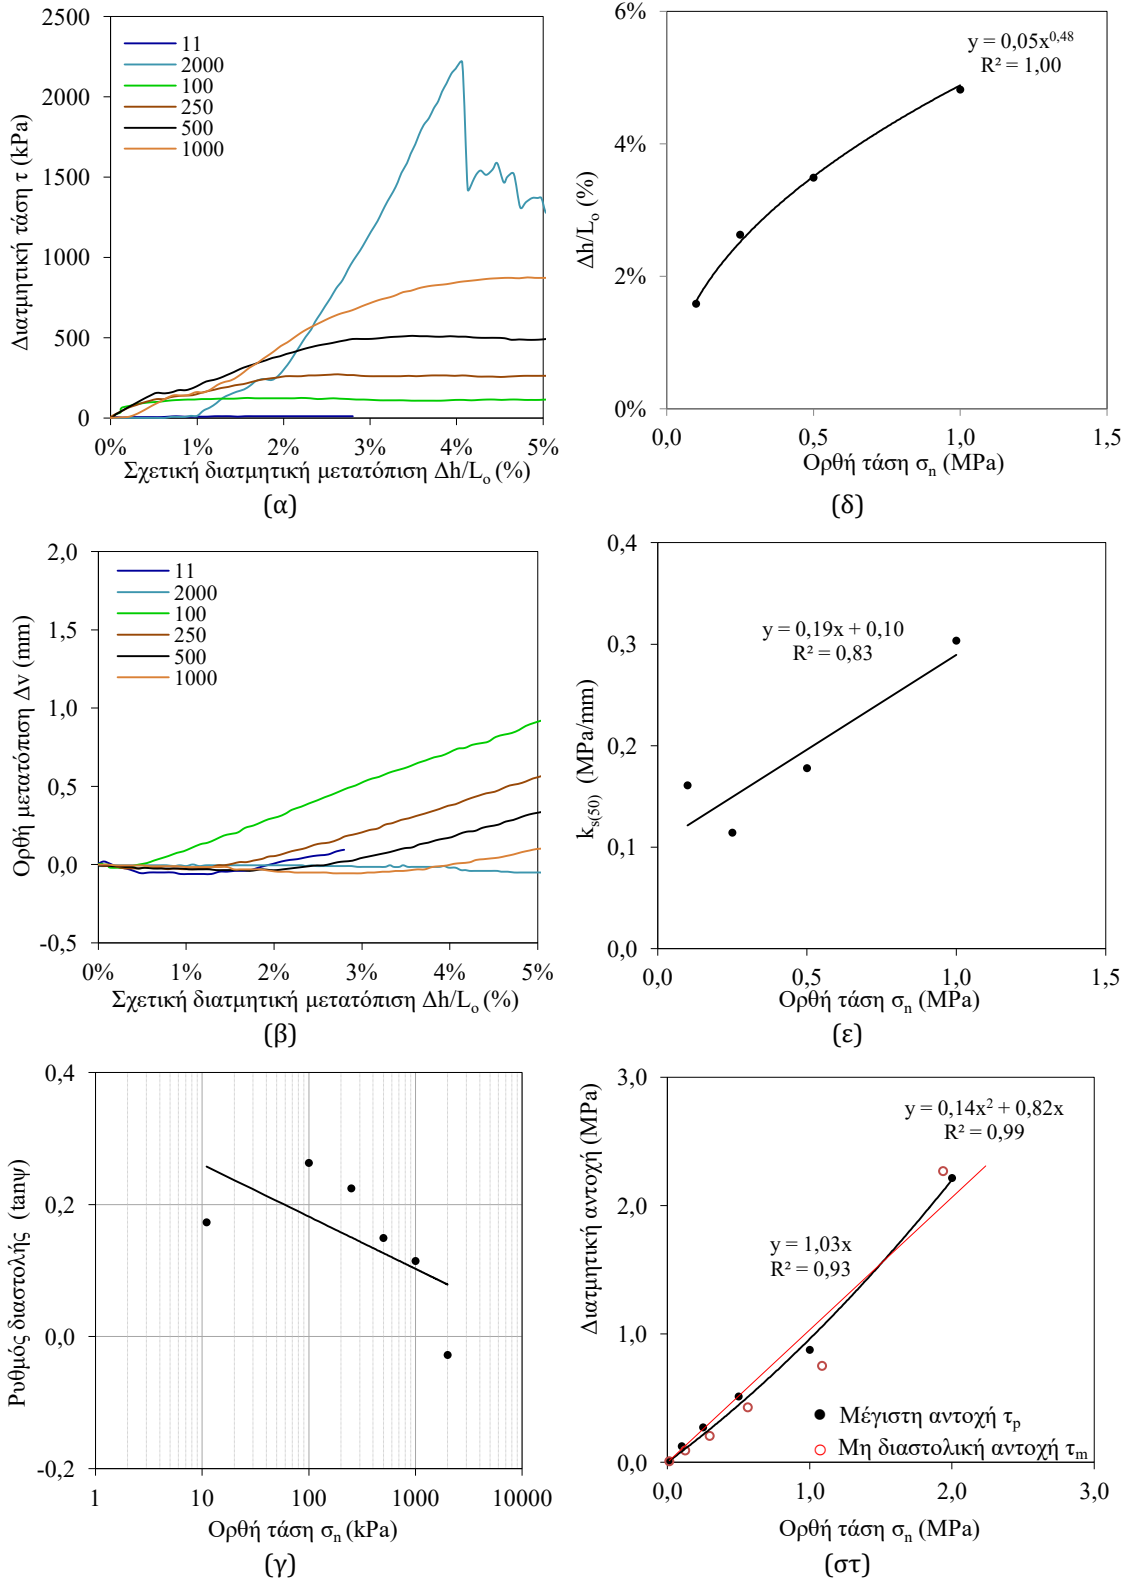 2500
2000
1500
1000
500
0
Διατμητική τάση τ (kPa)
11
2000
100
250
500
1000
0% 1% 2% 3% 4% 5%
Σχετική διατμητική μετατόπιση Δh/Lo (%)
(α)
6%
4%
2%
0%
Δh/Lo (%)
y = 0,05x^0,48
R² = 1,00
0,0 0,5 1,0 1,5
Ορθή τάση σn (MPa)
(δ)
2,0
1,5
1,0
0,5
0,0
-0,5
Ορθή μετατόπιση Δv (mm)
11
2000
100
250
500
1000
0% 1% 2% 3% 4% 5%
Σχετική διατμητική μετατόπιση Δh/Lo (%)
(β)
0,4
0,3
0,2
0,1
0,0
ks(50) (MPa/mm)
y = 0,19x + 0,10
R² = 0,83
0,0 0,5 1,0 1,5
Ορθή τάση σn (MPa)
(ε)
0,4
0,2
0,0
-0,2
Ρυθμός διαστολής (tanψ)
1 10 100 1000 10000
Ορθή τάση σn (kPa)
(γ)
3,0
2,0
1,0
0,0
Διατμητική αντοχή (MPa)
y = 0,14x² + 0,82x
R² = 0,99
y = 1,03x
R² = 0,93
Μέγιστη αντοχή τp
Μη διαστολική αντοχή τm
0,0 1,0 2,0 3,0
Ορθή τάση σn (MPa)
(στ)